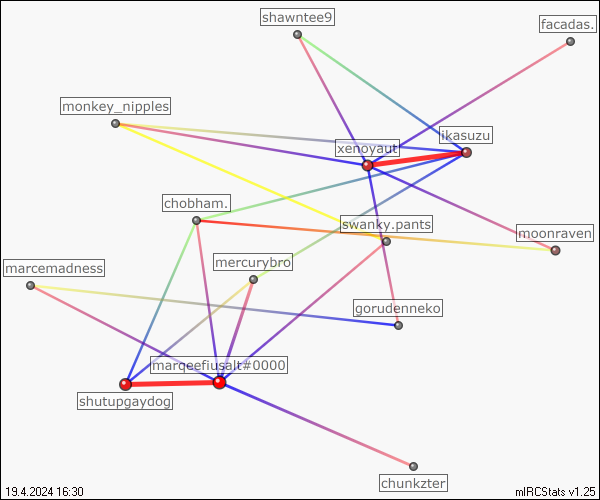 shawntee9
facadas.
monkey_nipples
ikasuzu
xenoyaut
chobham.
swanky.pants
moonraven
mercurybro
marcemadness
gorudenneko
marqeefiusalt#0000
shutupgaydog
chunkzter
19.4.2024 16:30
mIRCStats v1.25